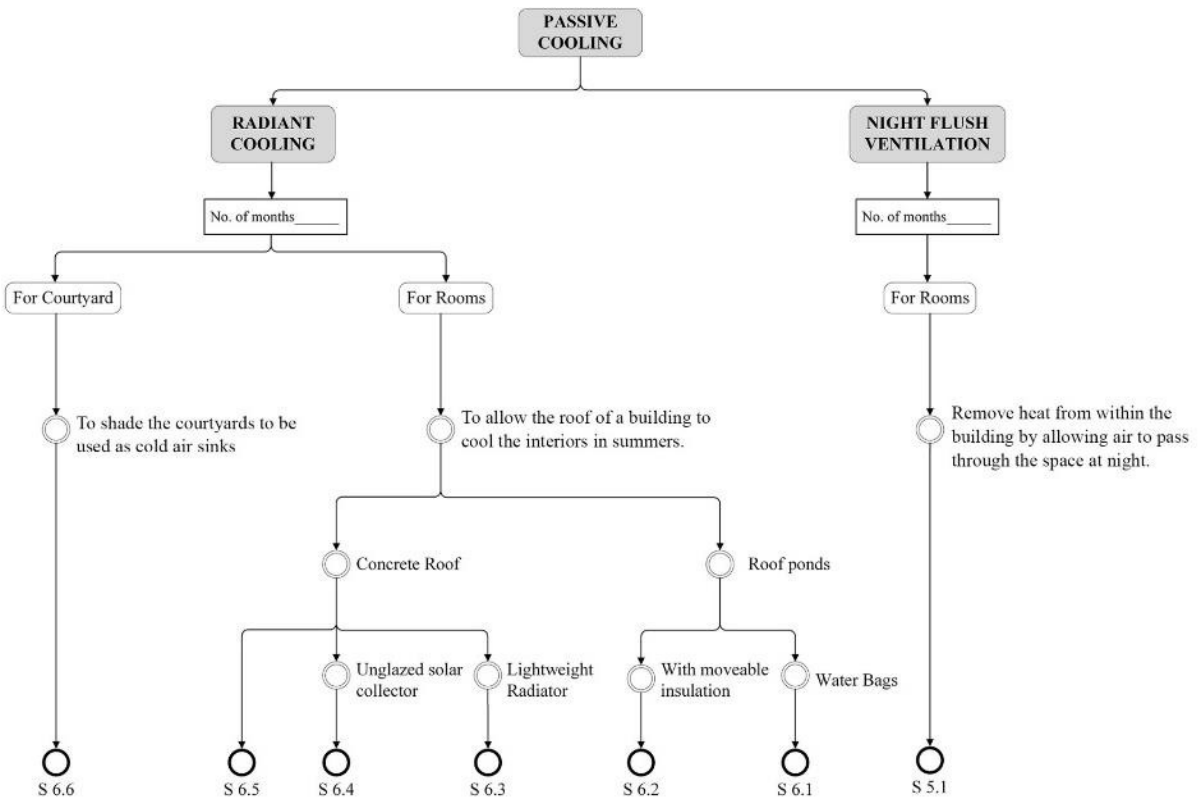 PASSIVE
COOLING
RADIANT
COOLING
NIGHT FLUSH
VENTILATION
No. of months______
No. of months______
For Courtyard
For Rooms
For Rooms
To shade the courtyards to be
used as cold air sinks
To allow the roof of a building to
cool the interiors in summers.
Remove heat from within the
building by allowing air to pass
through the space at night.
Concrete Roof
Roof ponds
Unglazed solar
collector
Lightweight
Radiator
With moveable
insulation
Water Bags
S 6.6
S 6.5
S 6.4
S 6.3
S 6.2
S 6.1
S 5.1